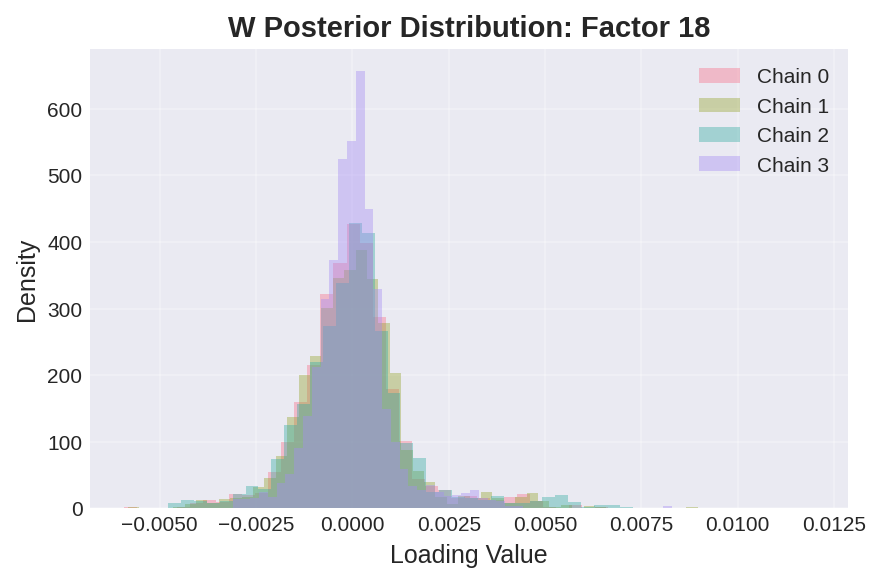 W Posterior Distribution: Factor 18
Chain 0
Chain 1
Chain 2
Chain 3
600
500
400
300
200
100
0
Density
−0.0050 −0.0025 0.0000 0.0025 0.0050 0.0075 0.0100 0.0125
Loading Value